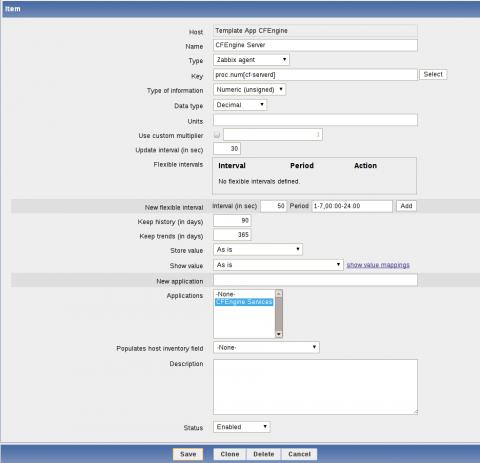 Item
Host Template App CFEngine
Name CFEngine Server
Type Zabbix agent
Key proc.num[cf-serverd] Select
Type of information Numeric (unsigned)
Data type Decimal
Units
Use custom multiplier 1
Update interval (in sec) 30
Flexible intervals Interval Period Action
No flexible intervals defined.
New flexible interval Interval (in sec) 50 Period 1-7,00:00-24:00 Add
Keep history (in days) 90
Keep trends (in days) 365
Store value As is
Show value As is show value mappings
New application
Applications -None-
CFEngine Services
Populates host inventory field -None-
Description
Status Enabled
Save Clone Delete Cancel